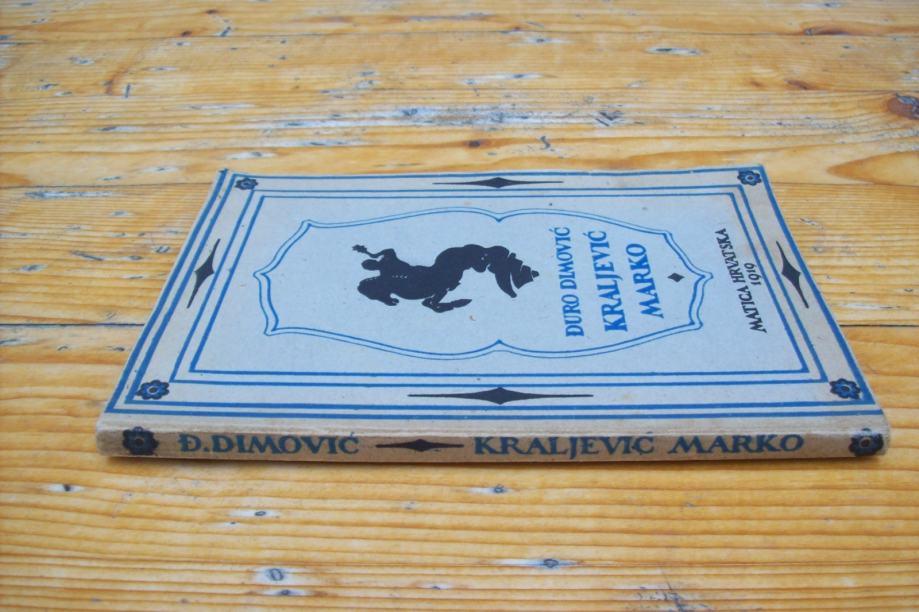 ĐURO DIMOVIĆ
KRALJEVIĆ
MARKO
MATICA HRVATSKA
1919
Đ. DIMOVIĆ KRALJEVIĆ MARKO